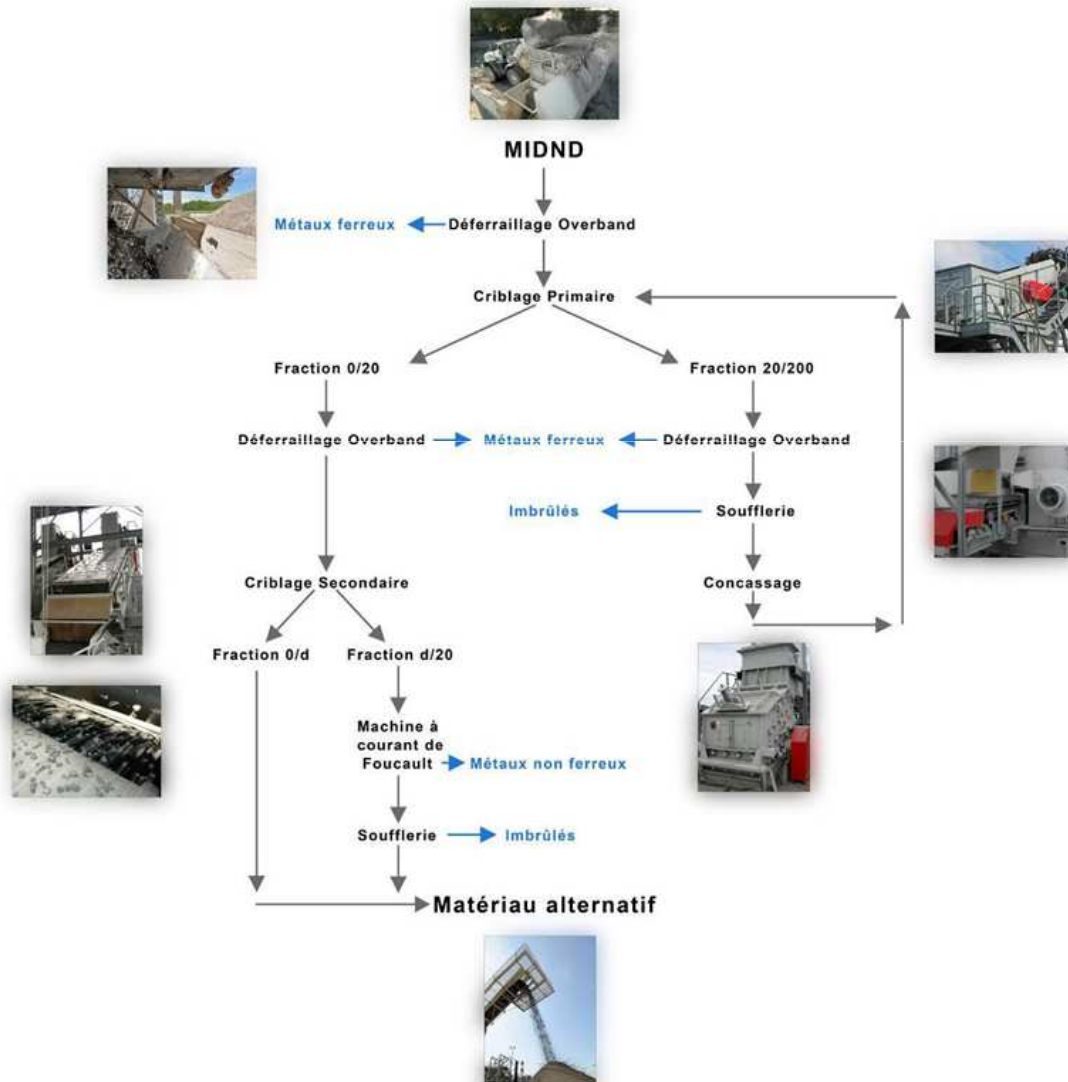 MIDND
Métaux ferreux
Déferraillage Overband
Criblage Primaire
Fraction 0/20
Fraction 20/200
Déferraillage Overband
Métaux ferreux
Déferraillage Overband
Imbrûlés
Soufflerie
Criblage Secondaire
Concassage
Fraction 0/d
Fraction d/20
Machine à
courant de
Foucault
Métaux non ferreux
Soufflerie
Imbrûlés
Matériau alternatif